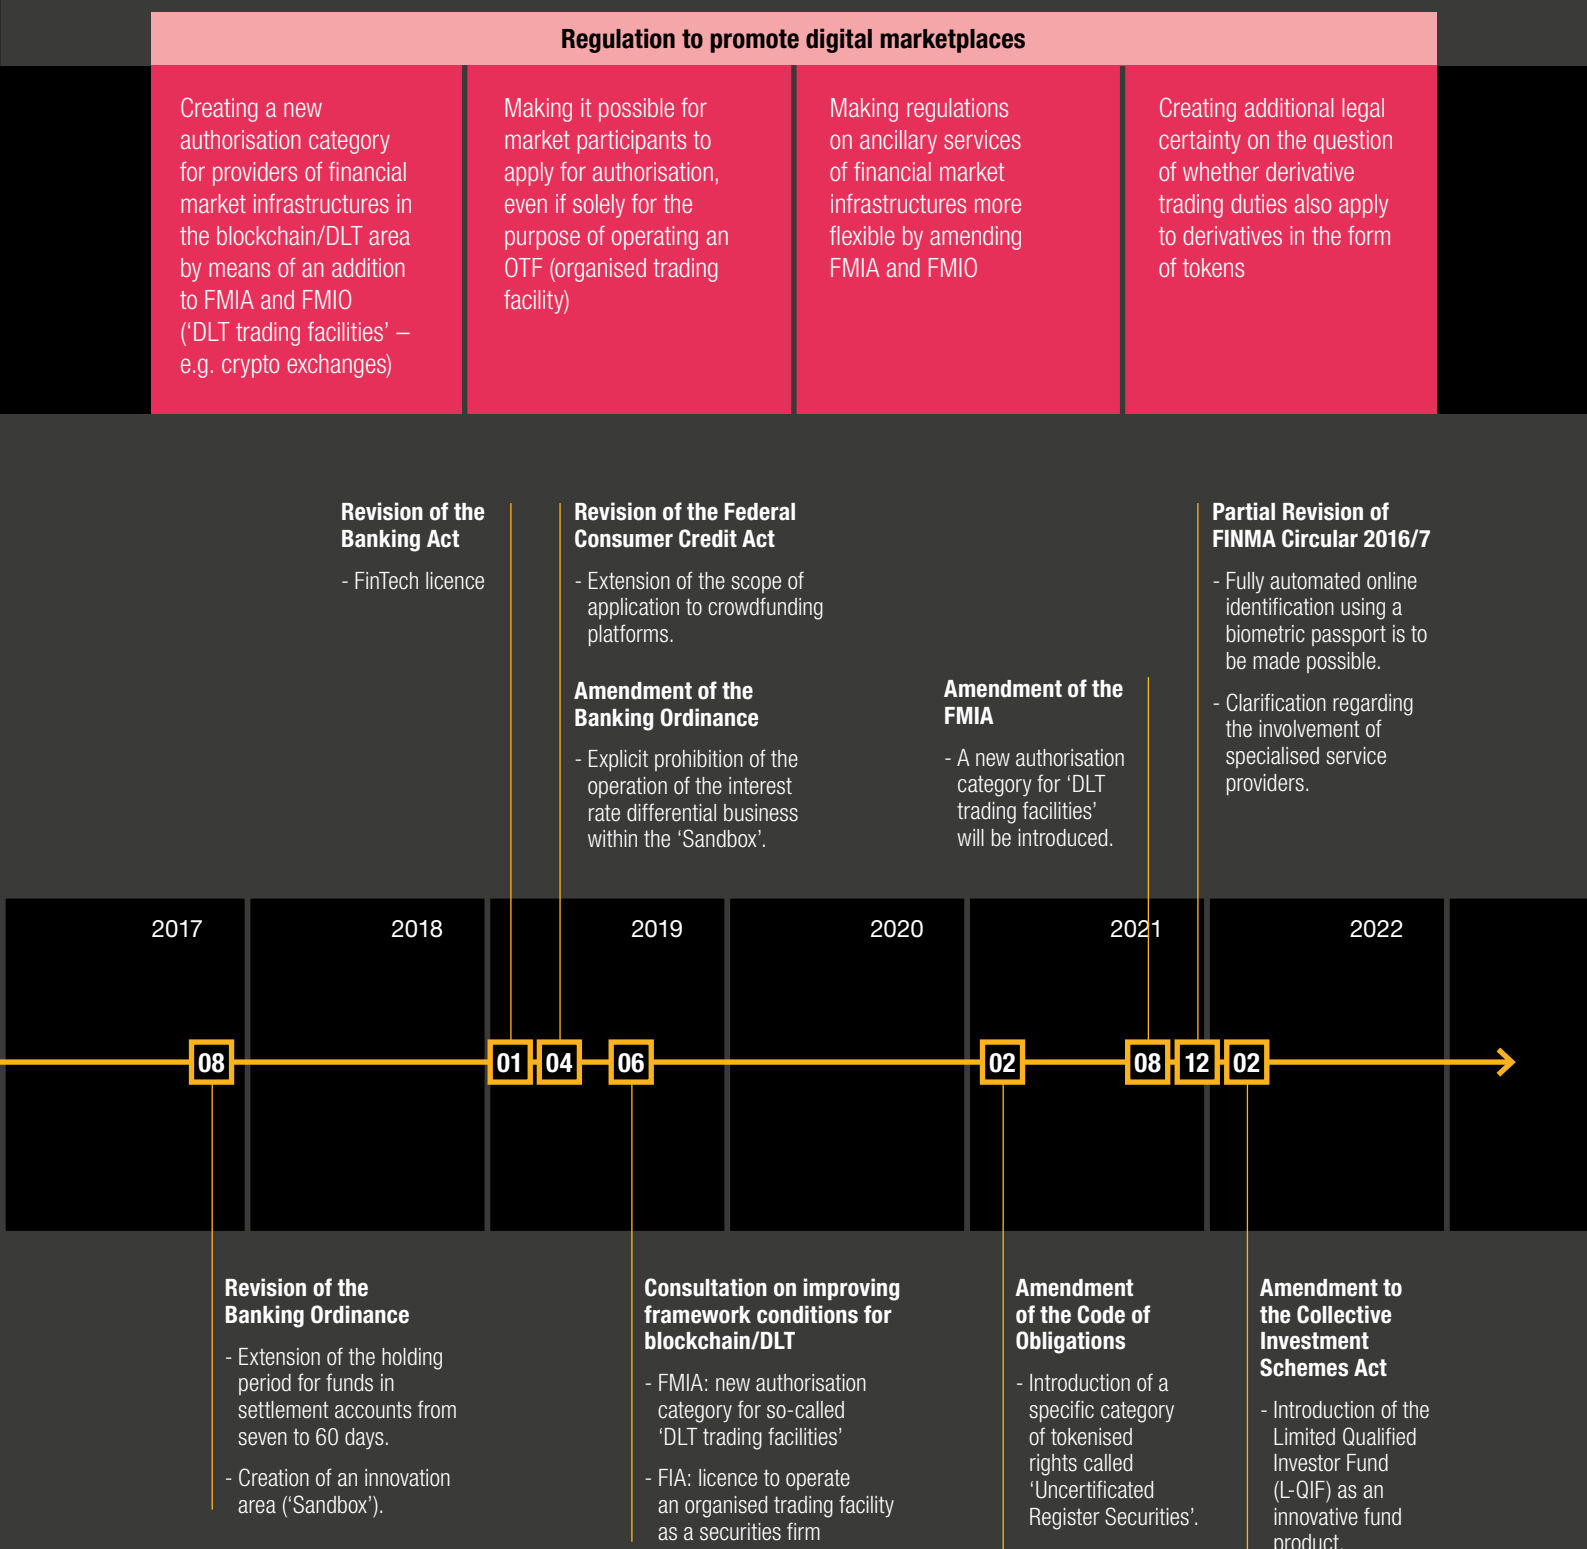 Regulation to promote digital marketplaces
Creating a new
authorisation category
for providers of financial
market infrastructures in
the blockchain/DLT area
by means of an addition
to FMIA and FMIO
(‘DLT trading facilities’ –
e.g. crypto exchanges)
Making it possible for
market participants to
apply for authorisation,
even if solely for the
purpose of operating an
OTF (organised trading
facility)
Making regulations
on ancillary services
of financial market
infrastructures more
flexible by amending
FMIA and FMIO
Creating additional legal
certainty on the question
of whether derivative
trading duties also apply
to derivatives in the form
of tokens
Revision of the
Banking Act
- FinTech licence
Revision of the Federal
Consumer Credit Act
- Extension of the scope of
application to crowdfunding
platforms.
Amendment of the
Banking Ordinance
- Explicit prohibition of the
operation of the interest
rate differential business
within the ‘Sandbox’.
Amendment of the
FMIA
- A new authorisation
category for ‘DLT
trading facilities’
will be introduced.
Partial Revision of
FINMA Circular 2016/7
- Fully automated online
identification using a
biometric passport is to
be made possible.
- Clarification regarding
the involvement of
specialised service
providers.
2017
2018
2019
2020
2021
2022
08
01
04
06
02
08
12
02
Revision of the
Banking Ordinance
- Extension of the holding
period for funds in
settlement accounts from
seven to 60 days.
- Creation of an innovation
area (‘Sandbox’).
Consultation on improving
framework conditions for
blockchain/DLT
- FMIA: new authorisation
category for so-called
‘DLT trading facilities’
- FIA: licence to operate
an organised trading facility
as a securities firm
Amendment
of the Code of
Obligations
- Introduction of a
specific category
of tokenised
rights called
‘Uncertificated
Register Securities’.
Amendment to
the Collective
Investment
Schemes Act
- Introduction of the
Limited Qualified
Investor Fund
(L-QIF) as an
innovative fund
product.